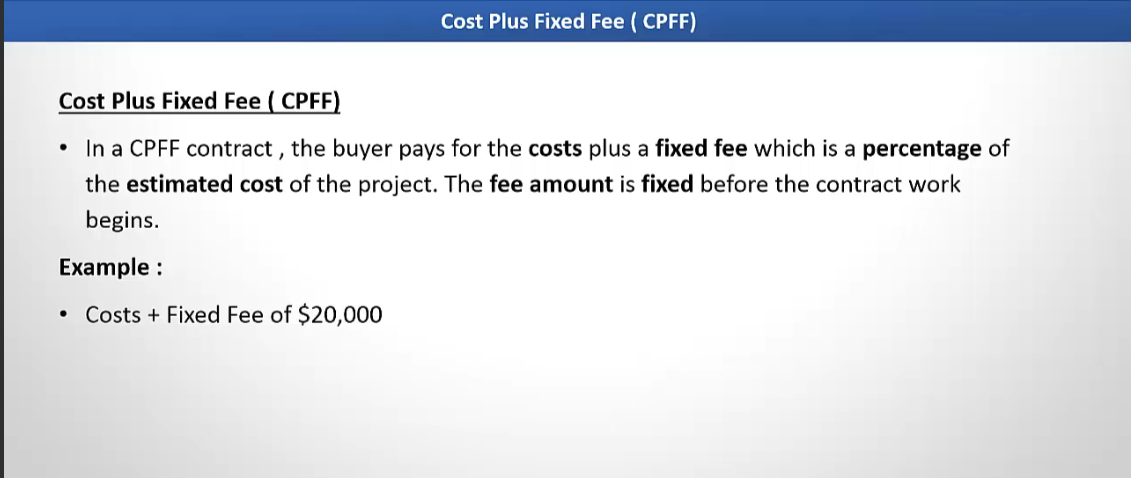 Cost Plus Fixed Fee ( CPFF)
Cost Plus Fixed Fee ( CPFF)
• In a CPFF contract , the buyer pays for the costs plus a fixed fee which is a percentage of
the estimated cost of the project. The fee amount is fixed before the contract work
begins.
Example :
• Costs + Fixed Fee of $20,000